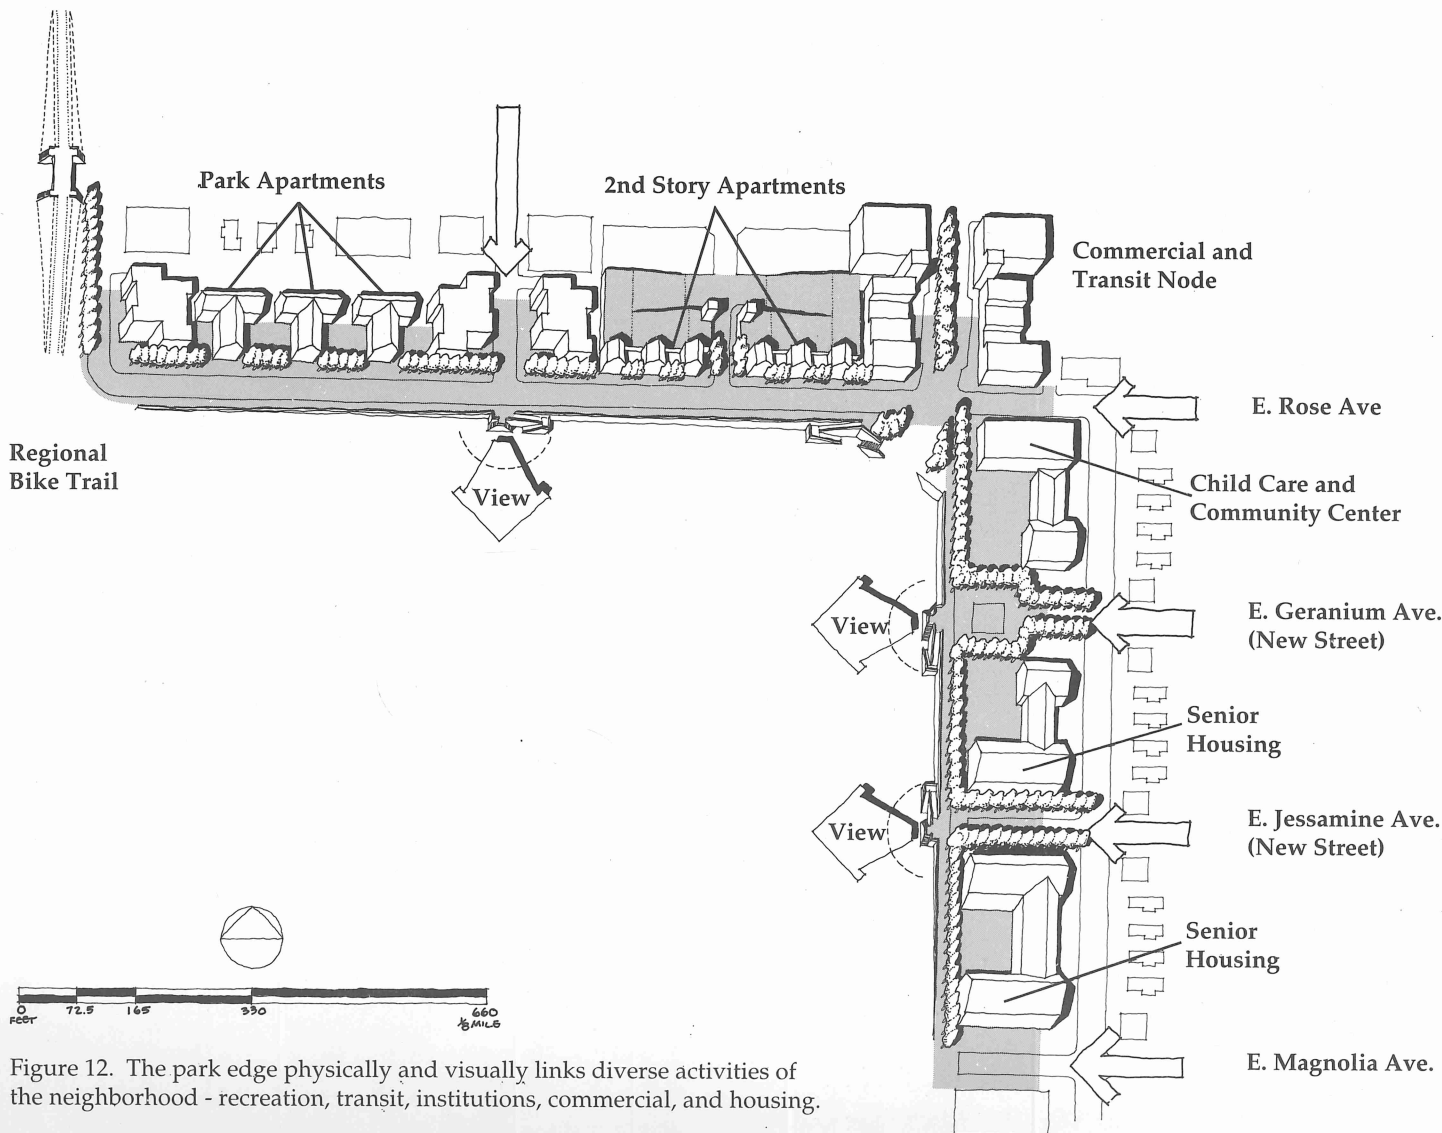 Park Apartments
2nd Story Apartments
Commercial and
Transit Node
E. Rose Ave
Regional
Bike Trail
View
Child Care and
Community Center
View
E. Geranium Ave.
(New Street)
Senior
Housing
View
E. Jessamine Ave.
(New Street)
Senior
Housing
0 72.5 165 330 660
FEET 1/8 MILE
E. Magnolia Ave.
Figure 12. The park edge physically and visually links diverse activities of
the neighborhood - recreation, transit, institutions, commercial, and housing.